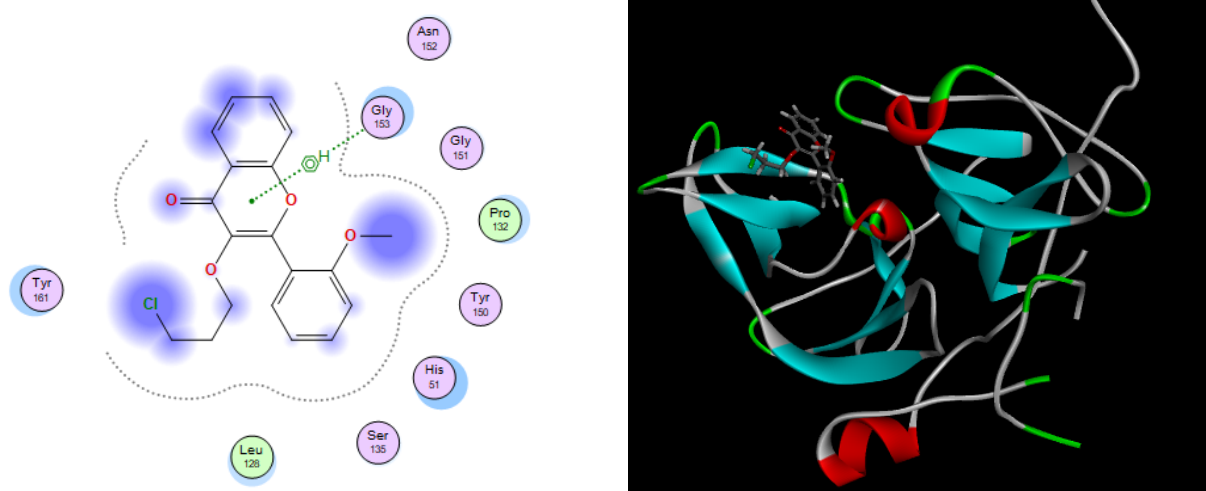 Asn
152
Gly
153
H
Gly
151
O
O
Pro
132
O
O
Tyr
161
Cl
Tyr
150
His
51
Ser
135
Leu
128